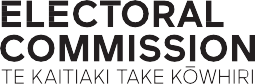 ELECTORAL
COMMISSION
TE KAITIAKI TAKE KŌWHIRI